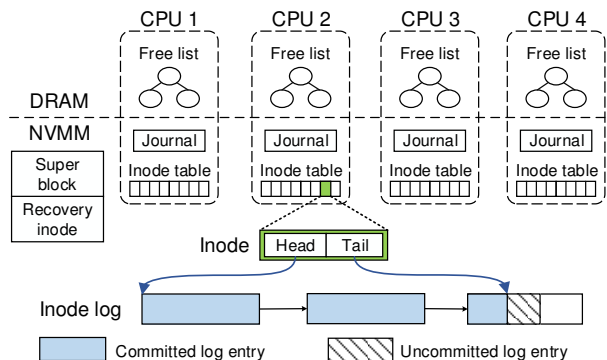 CPU 1 CPU 2 CPU 3 CPU 4
Free list Free list Free list Free list
DRAM
NVMM
Journal Journal Journal Journal
Super
block
Inode table Inode table Inode table Inode table
Recovery
inode
Inode Head Tail
Inode log
Committed log entry Uncommitted log entry